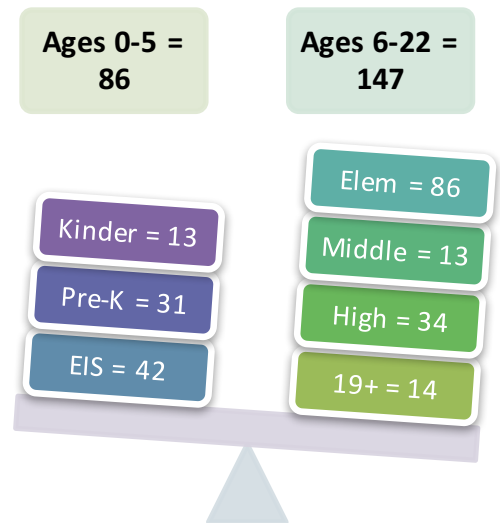 Ages 0-5 =
86
Ages 6-22 =
147
Kinder = 13
Pre-K = 31
EIS = 42
Elem = 86
Middle = 13
High = 34
19+ = 14